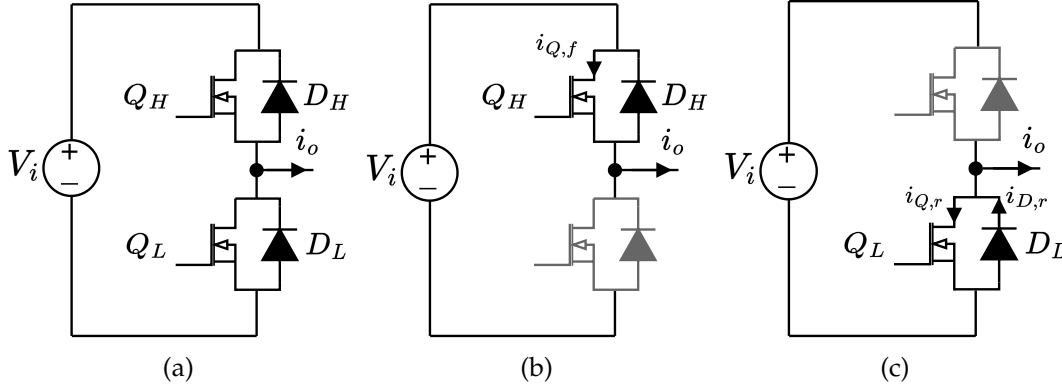 V_i
+
−
Q_H
D_H
i_o
Q_L
D_L
(a)
V_i
+
−
i_{Q,f}
Q_H
D_H
i_o
(b)
V_i
+
−
i_o
i_{Q,r}
i_{D,r}
Q_L
D_L
(c)